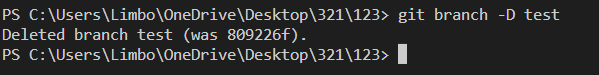 PS C:\Users\Limbo\OneDrive\Desktop\321\123> git branch -D test
Deleted branch test (was 809226f).
PS C:\Users\Limbo\OneDrive\Desktop\321\123>